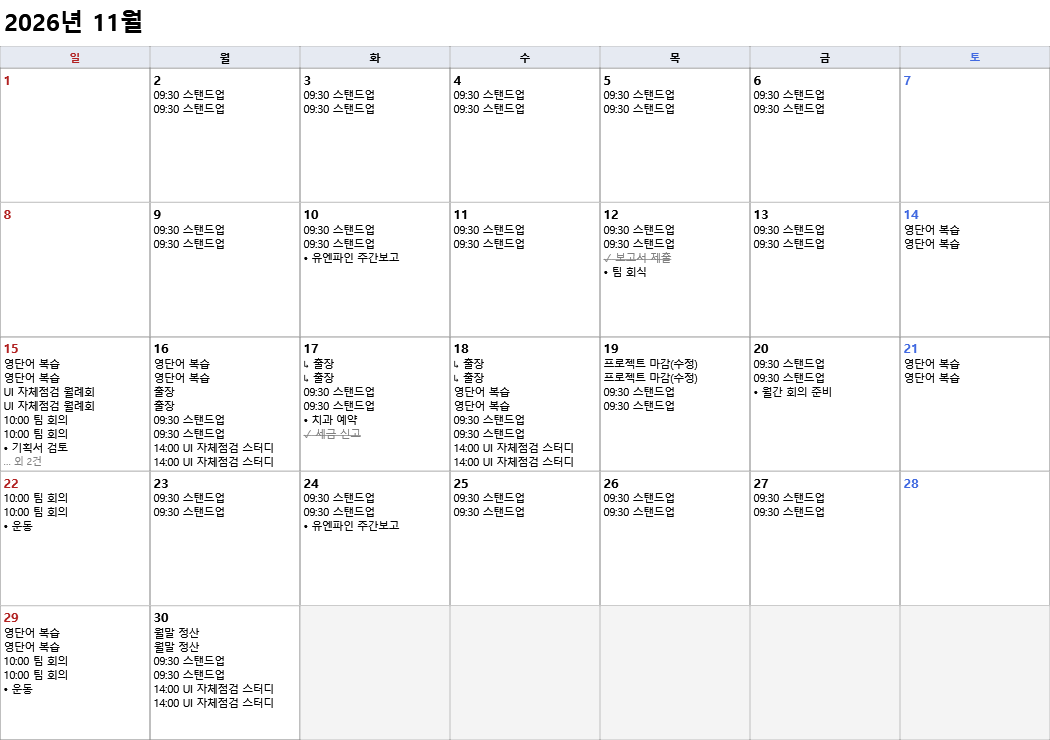 2026년 11월
일 월 화 수 목 금 토
1
2
09:30 스탠드업
09:30 스탠드업
3
09:30 스탠드업
09:30 스탠드업
4
09:30 스탠드업
09:30 스탠드업
5
09:30 스탠드업
09:30 스탠드업
6
09:30 스탠드업
09:30 스탠드업
7
8
9
09:30 스탠드업
09:30 스탠드업
10
09:30 스탠드업
09:30 스탠드업
• 유엔파인 주간보고
11
09:30 스탠드업
09:30 스탠드업
12
09:30 스탠드업
09:30 스탠드업
✓ 보고서 제출
• 팀 회식
13
09:30 스탠드업
09:30 스탠드업
14
영단어 복습
영단어 복습
15
영단어 복습
영단어 복습
UI 자체점검 월례회
UI 자체점검 월례회
10:00 팀 회의
10:00 팀 회의
• 기획서 검토
... 외 2건
16
영단어 복습
영단어 복습
출장
출장
09:30 스탠드업
09:30 스탠드업
14:00 UI 자체점검 스터디
14:00 UI 자체점검 스터디
17
↳ 출장
↳ 출장
09:30 스탠드업
09:30 스탠드업
• 치과 예약
✓ 세금 신고
18
↳ 출장
↳ 출장
영단어 복습
영단어 복습
09:30 스탠드업
09:30 스탠드업
14:00 UI 자체점검 스터디
14:00 UI 자체점검 스터디
19
프로젝트 마감(수정)
프로젝트 마감(수정)
09:30 스탠드업
09:30 스탠드업
20
09:30 스탠드업
09:30 스탠드업
• 월간 회의 준비
21
영단어 복습
영단어 복습
22
10:00 팀 회의
10:00 팀 회의
• 운동
23
09:30 스탠드업
09:30 스탠드업
24
09:30 스탠드업
09:30 스탠드업
• 유엔파인 주간보고
25
09:30 스탠드업
09:30 스탠드업
26
09:30 스탠드업
09:30 스탠드업
27
09:30 스탠드업
09:30 스탠드업
28
29
영단어 복습
영단어 복습
10:00 팀 회의
10:00 팀 회의
• 운동
30
월말 정산
월말 정산
09:30 스탠드업
09:30 스탠드업
14:00 UI 자체점검 스터디
14:00 UI 자체점검 스터디